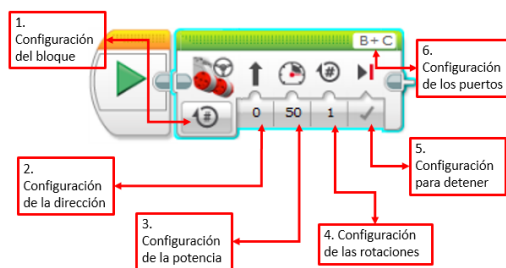 1.
Configuración
del bloque
B + C
6.
Configuración
de los puertos
#
#
0
50
1
2.
Configuración
de la dirección
3.
Configuración
de la potencia
4. Configuración
de las rotaciones
5.
Configuración
para detener